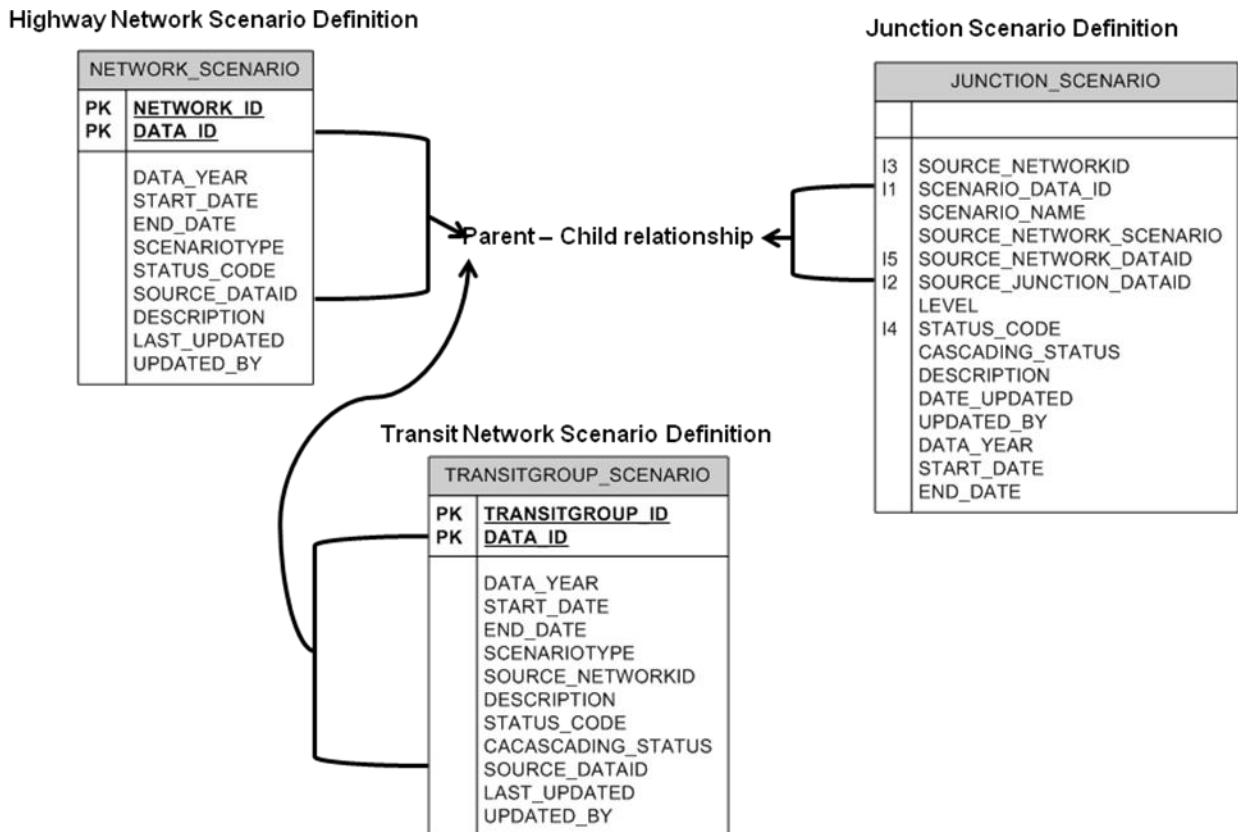 Highway Network Scenario Definition
NETWORK_SCENARIO
PK NETWORK_ID
PK DATA_ID
DATA_YEAR
START_DATE
END_DATE
SCENARIOTYPE
STATUS_CODE
SOURCE_DATAID
DESCRIPTION
LAST_UPDATED
UPDATED_BY
Parent – Child relationship
Junction Scenario Definition
JUNCTION_SCENARIO
I3 SOURCE_NETWORKID
I1 SCENARIO_DATA_ID
SCENARIO_NAME
SOURCE_NETWORK_SCENARIO
I5 SOURCE_NETWORK_DATAID
I2 SOURCE_JUNCTION_DATAID
LEVEL
I4 STATUS_CODE
CASCADING_STATUS
DESCRIPTION
DATE_UPDATED
UPDATED_BY
DATA_YEAR
START_DATE
END_DATE
Transit Network Scenario Definition
TRANSITGROUP_SCENARIO
PK TRANSITGROUP_ID
PK DATA_ID
DATA_YEAR
START_DATE
END_DATE
SCENARIOTYPE
SOURCE_NETWORKID
DESCRIPTION
STATUS_CODE
CACASCADING_STATUS
SOURCE_DATAID
LAST_UPDATED
UPDATED_BY